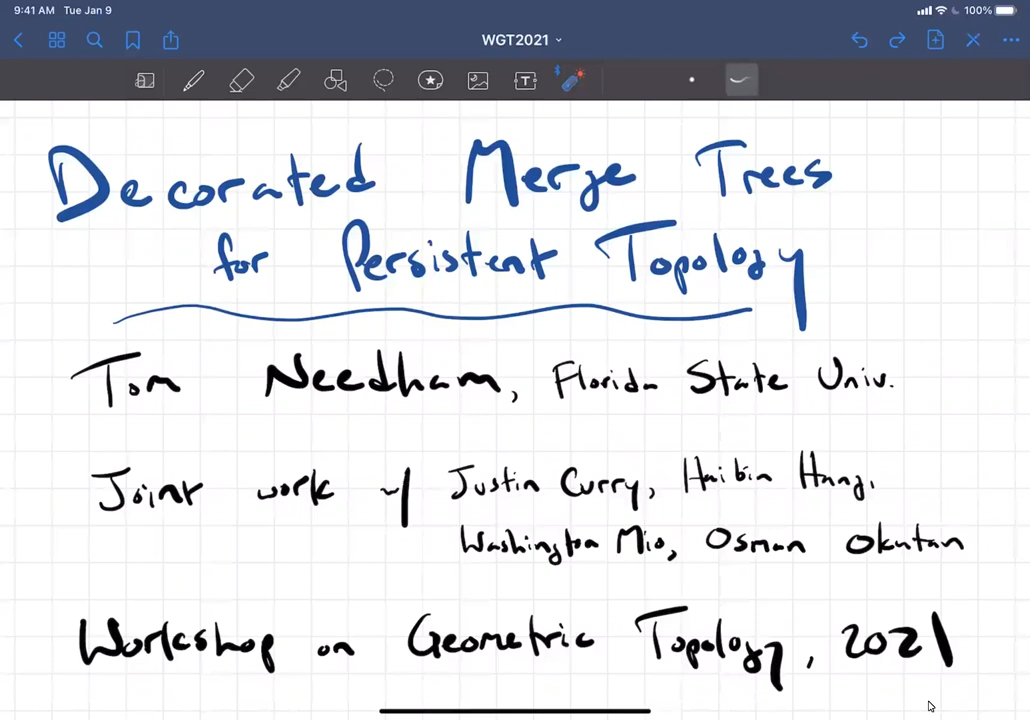 9:41 AM Tue Jan 9
100%
WGT2021
Decorated Merge Trees
for Persistent Topology
Tom Needham, Florida State Univ.
Joint work w/ Justin Curry, Haibin Hang,
Washington Mio, Osman Okutan
Workshop on Geometric Topology, 2021